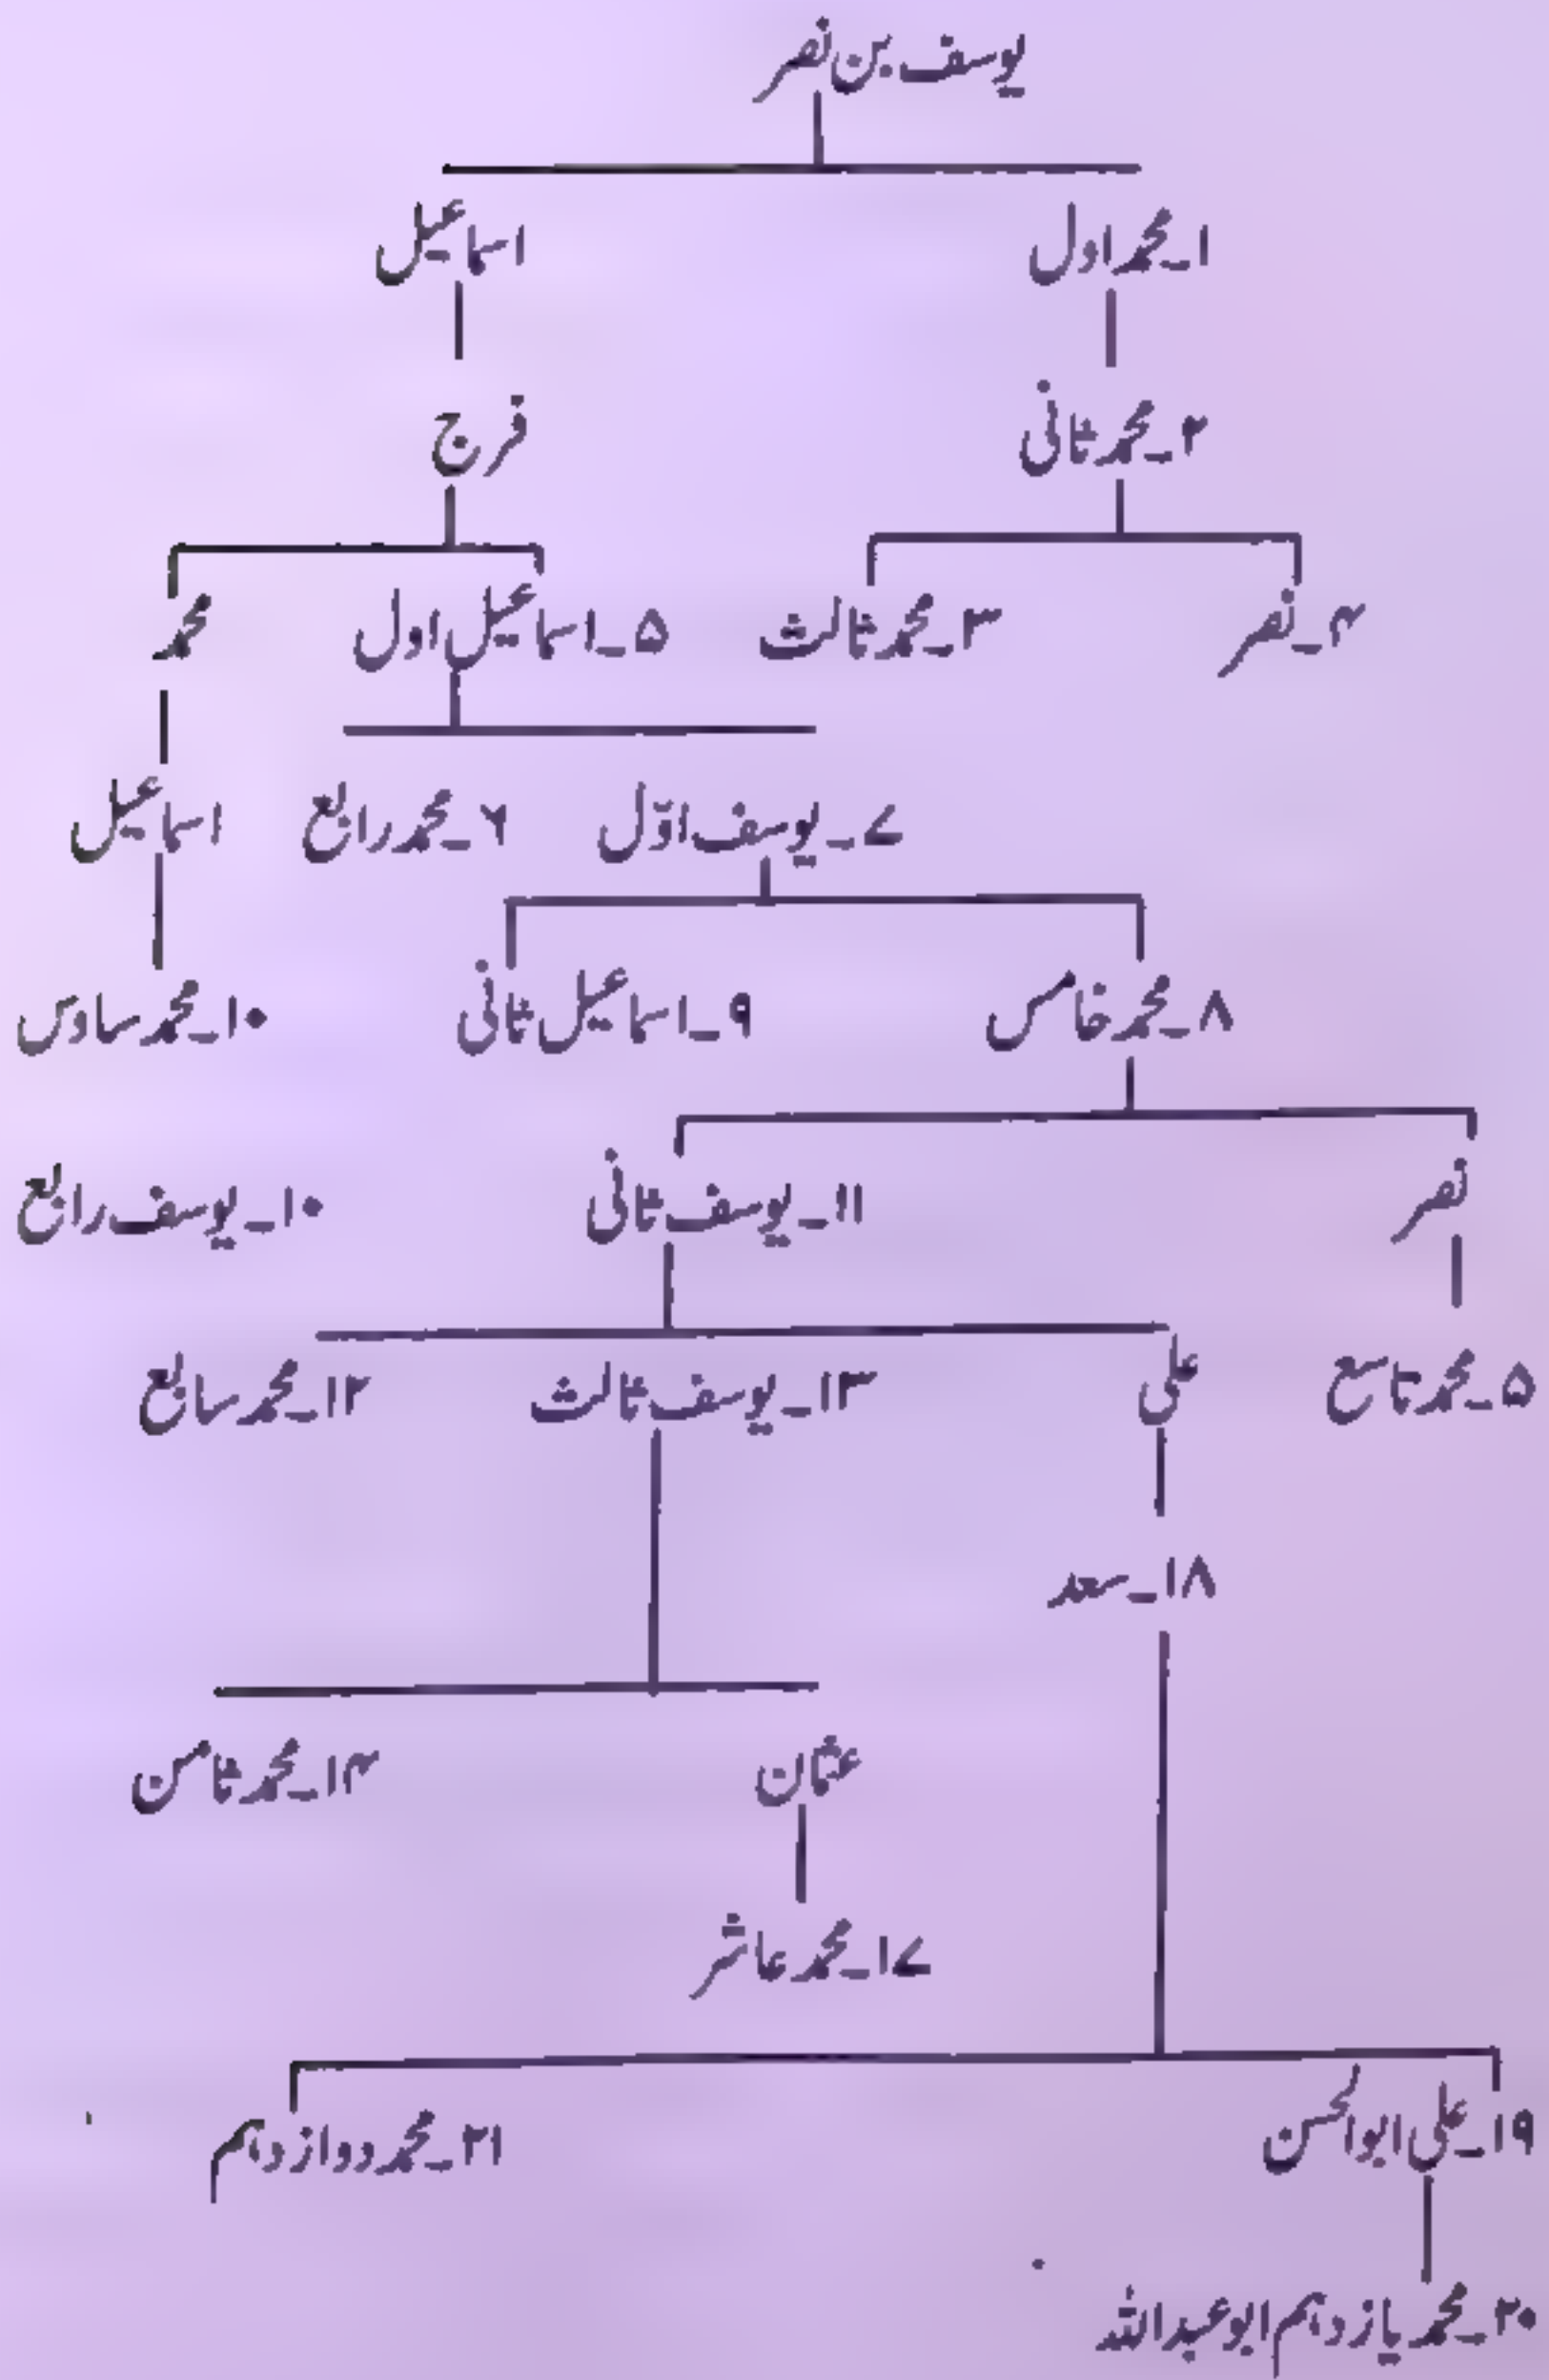 یوسف بن نصر
۱۔محمد اول
اسماعیل
۲۔محمد ثانی
فرج
۴۔نصر
۳۔محمد ثالث
۵۔اسماعیل اول
محمد
۷۔یوسف اوّل
۶۔محمد رابع
اسماعیل
۸۔محمد خامس
۹۔اسماعیل ثانی
۱۰۔محمد سادس
نصر
۱۱۔یوسف ثانی
۱۰۔یوسف رابع
۵۔محمد تاسع
علی
۱۳۔یوسف ثالث
۱۲۔محمد سابع
۱۸۔سعد
عثمان
۱۴۔محمد ثامن
۱۷۔محمد عاشر
۱۹۔علی ابوالحسن
۲۱۔محمد دوازدہم
۲۰۔محمد یازدہم ابوعبداللہ